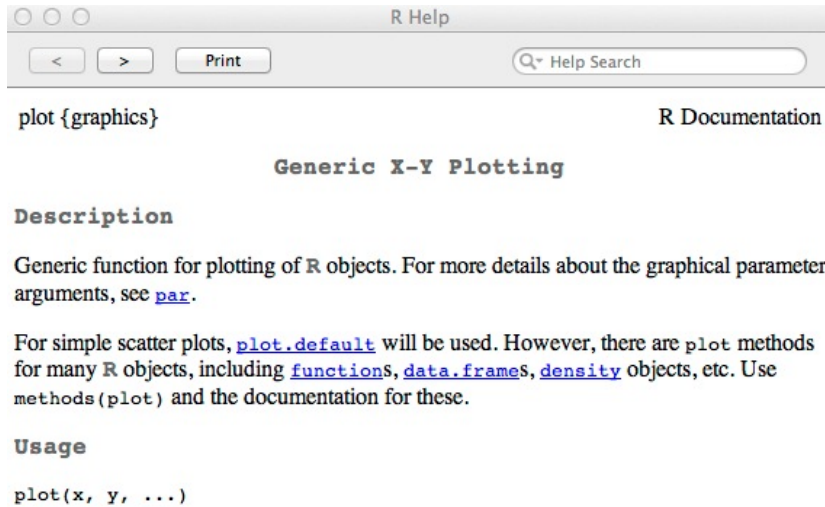 R Help
< > Print Help Search
plot {graphics} R Documentation
Generic X-Y Plotting
Description
Generic function for plotting of R objects. For more details about the graphical parameter
arguments, see par.
For simple scatter plots, plot.default will be used. However, there are plot methods
for many R objects, including functions, data.frames, density objects, etc. Use
methods(plot) and the documentation for these.
Usage
plot(x, y, ...)